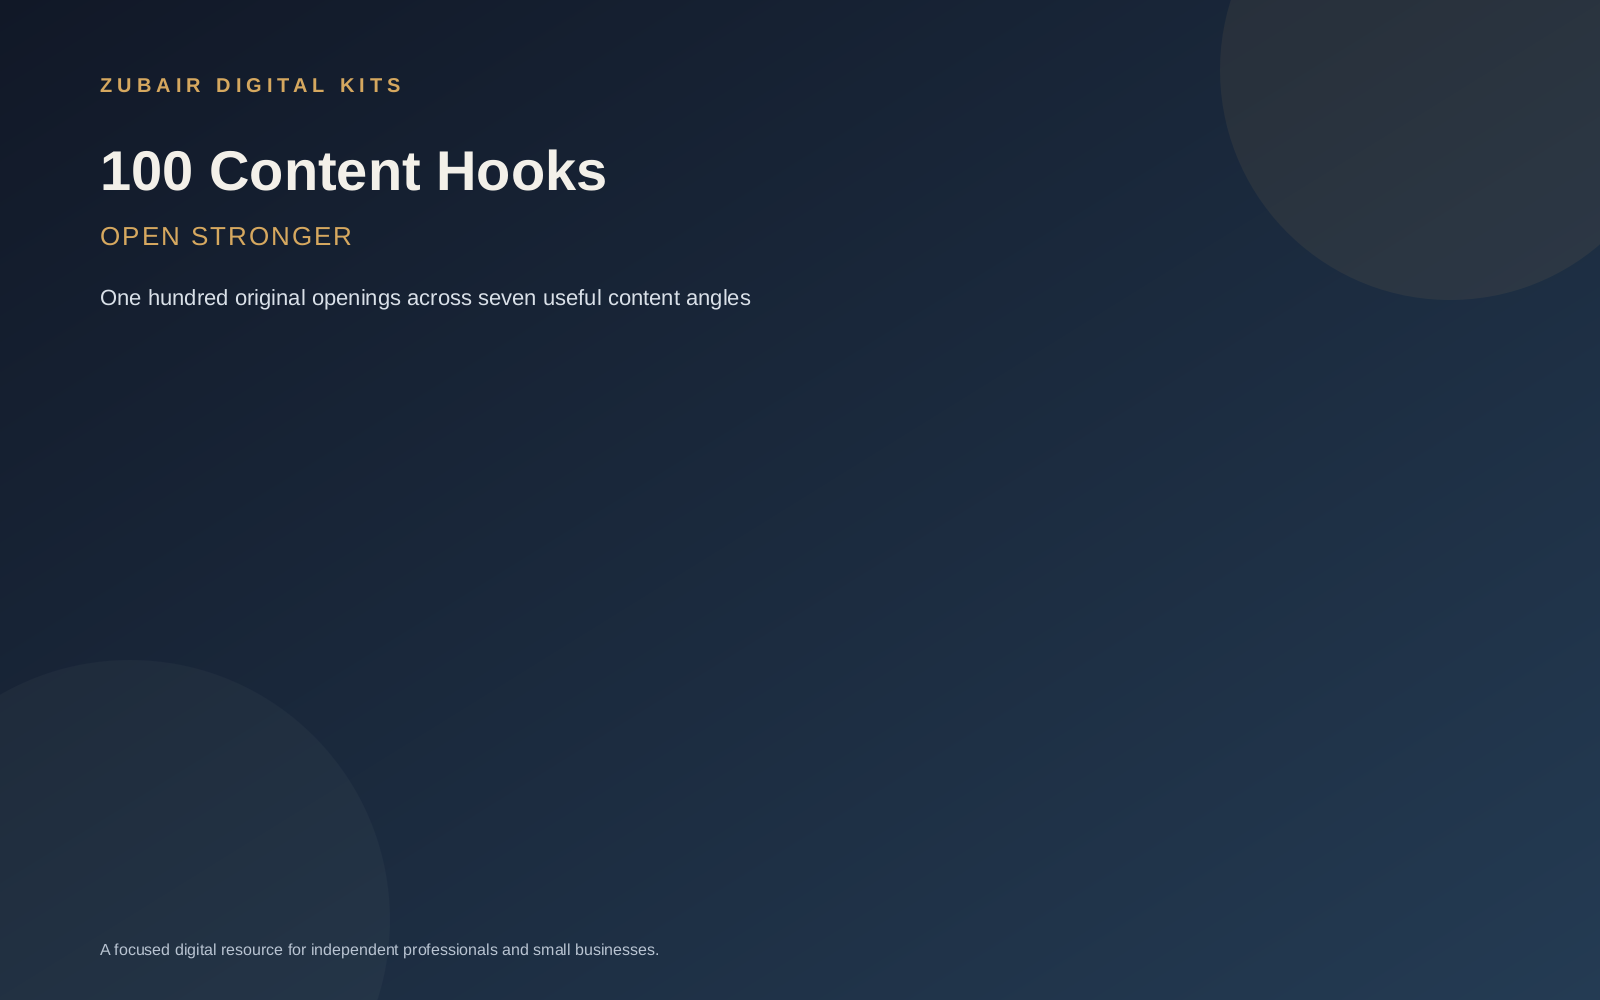 ZUBAIR DIGITAL KITS
100 Content Hooks
OPEN STRONGER
One hundred original openings across seven useful content angles
A focused digital resource for independent professionals and small businesses.